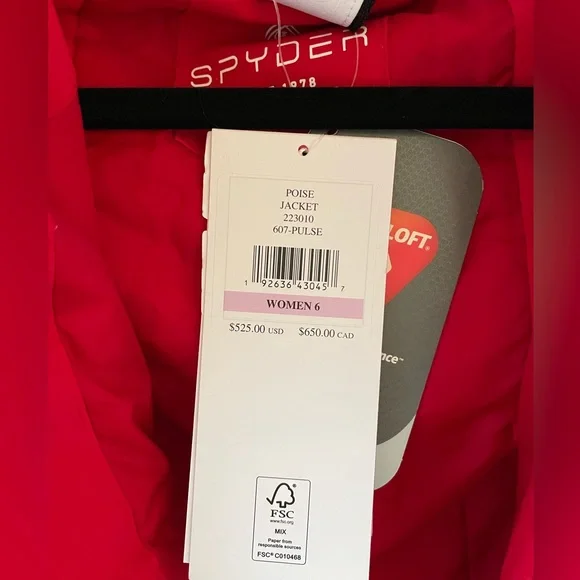 SPYDER
1978
POISE
JACKET
223010
607-PULSE
1 92636 43045 7
WOMEN 6
$525.00 USD $650.00 CAD
LOFT®
FSC
www.fsc.org
MIX
Paper from
responsible sources
FSC® C010468